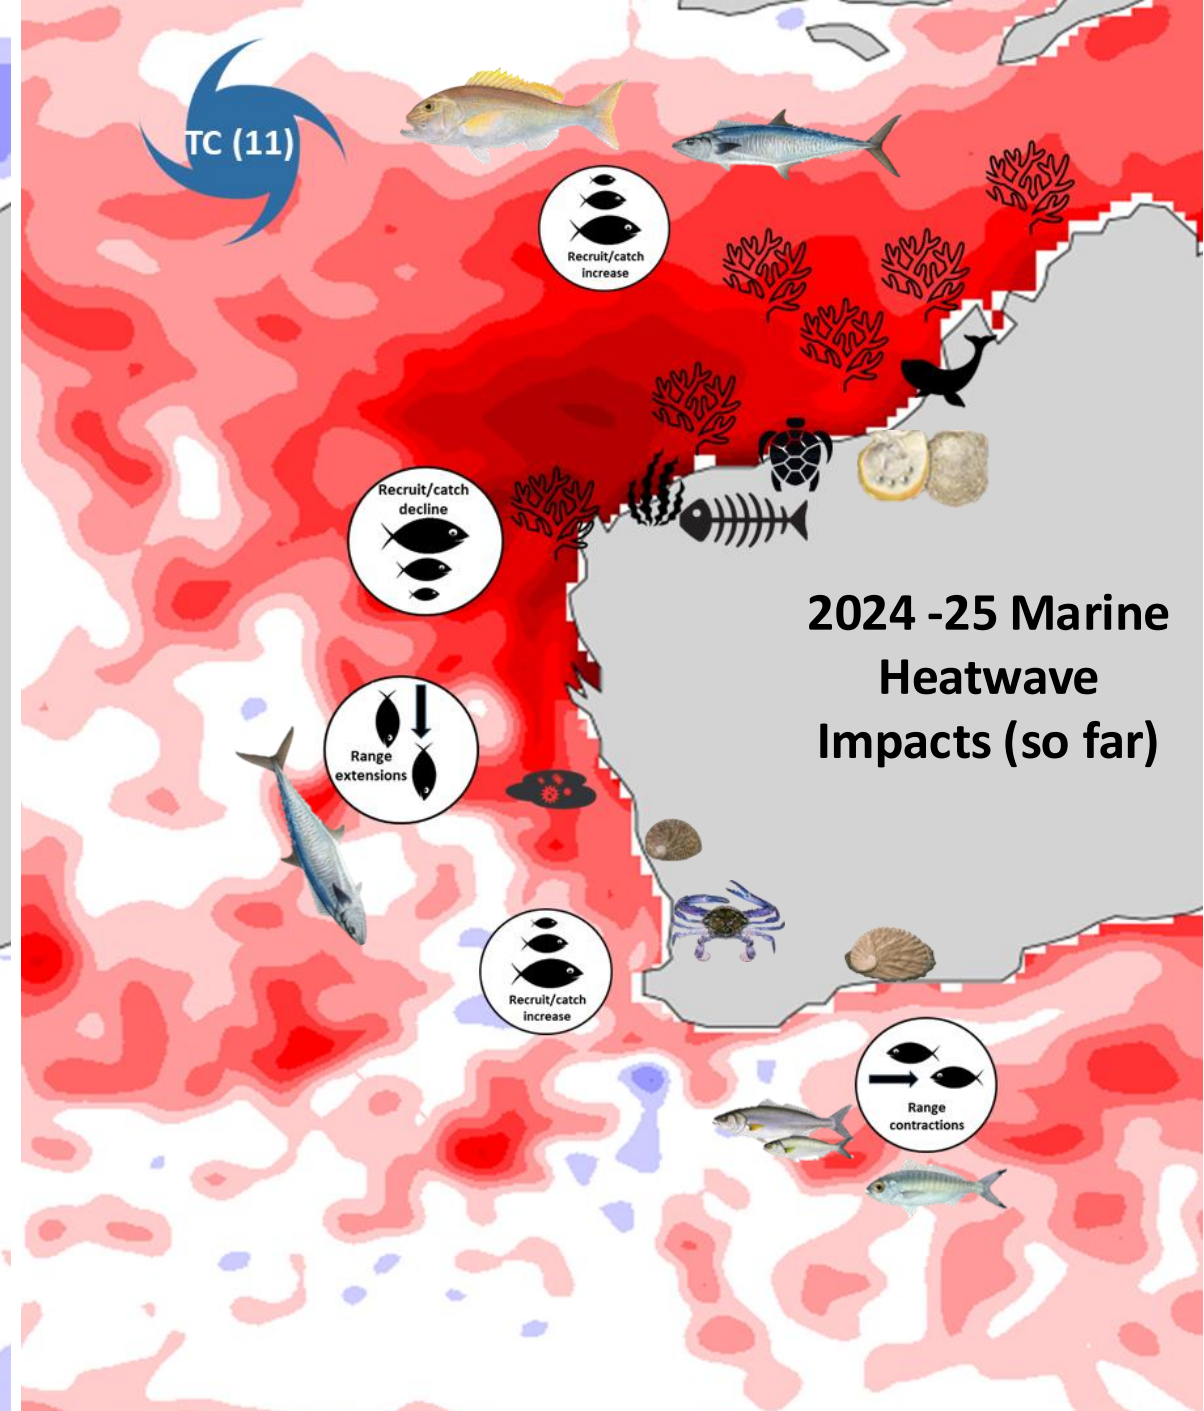 TC (11)
Recruit/catch
increase
Recruit/catch
decline
2024 -25 Marine
Heatwave
Impacts (so far)
Range
extensions
Recruit/catch
increase
Range
contractions